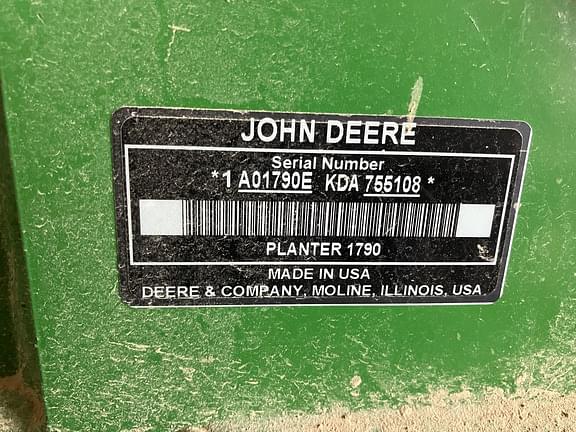 JOHN DEERE
Serial Number
*1 A01790E KDA 755108 *
PLANTER 1790
MADE IN USA
DEERE & COMPANY, MOLINE, ILLINOIS, USA